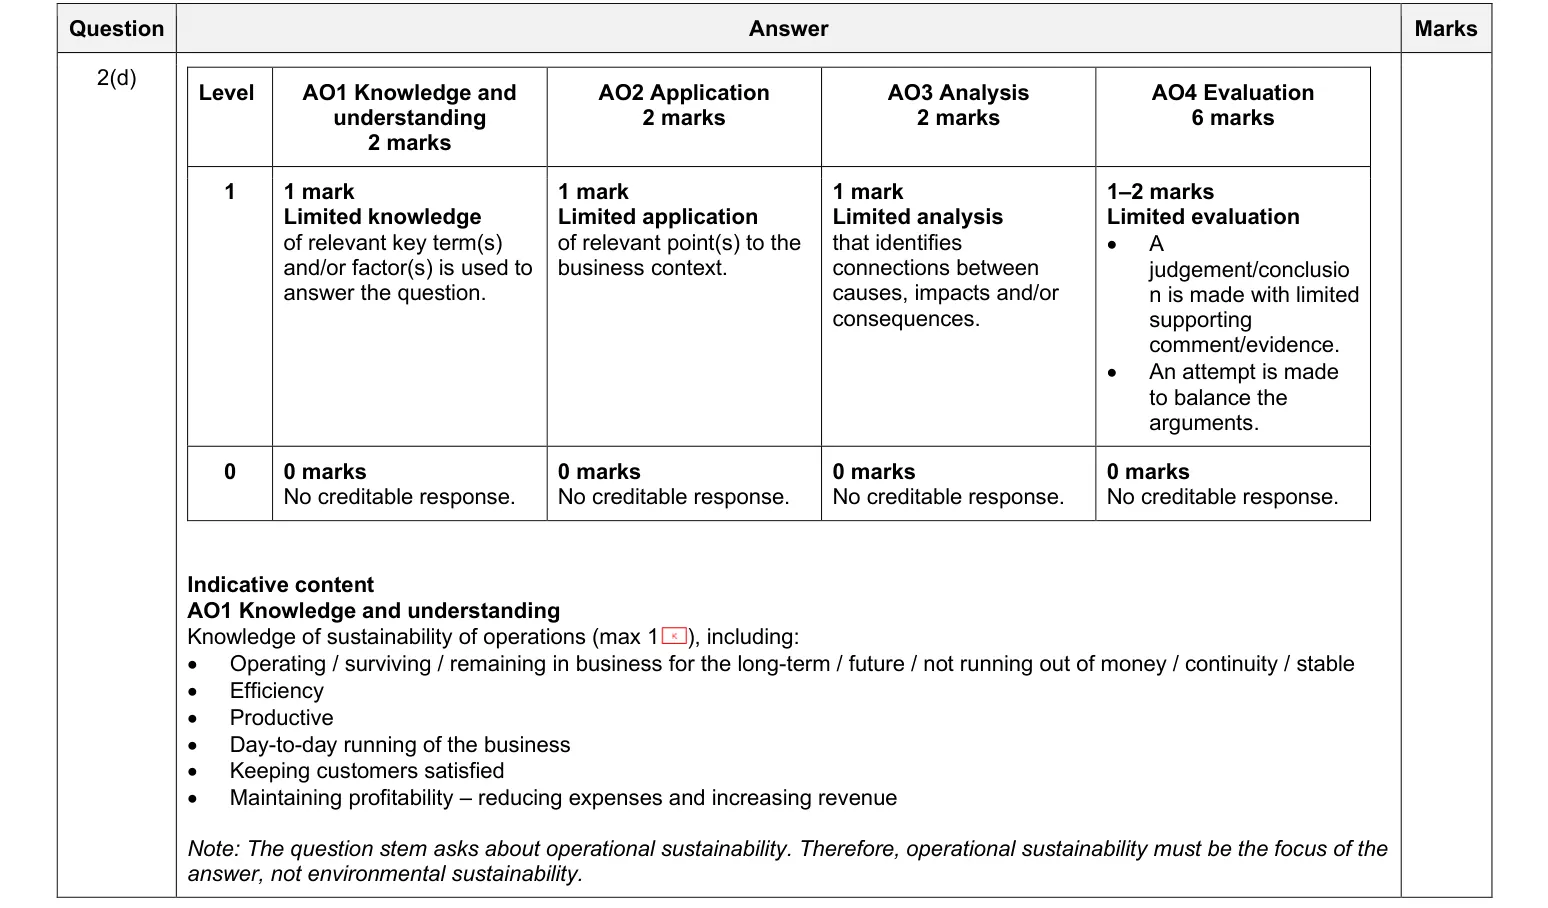 Question Answer Marks
2(d)
Level AO1 Knowledge and understanding 2 marks AO2 Application 2 marks AO3 Analysis 2 marks AO4 Evaluation 6 marks
1
1 mark
Limited knowledge
of relevant key term(s)
and/or factor(s) is used to
answer the question.
1 mark
Limited application
of relevant point(s) to the
business context.
1 mark
Limited analysis
that identifies
connections between
causes, impacts and/or
consequences.
1–2 marks
Limited evaluation
• A
judgement/conclusio
n is made with limited
supporting
comment/evidence.
• An attempt is made
to balance the
arguments.
0
0 marks
No creditable response.
0 marks
No creditable response.
0 marks
No creditable response.
0 marks
No creditable response.
Indicative content
AO1 Knowledge and understanding
Knowledge of sustainability of operations (max 1 K), including:
• Operating / surviving / remaining in business for the long-term / future / not running out of money / continuity / stable
• Efficiency
• Productive
• Day-to-day running of the business
• Keeping customers satisfied
• Maintaining profitability – reducing expenses and increasing revenue
Note: The question stem asks about operational sustainability. Therefore, operational sustainability must be the focus of the
answer, not environmental sustainability.